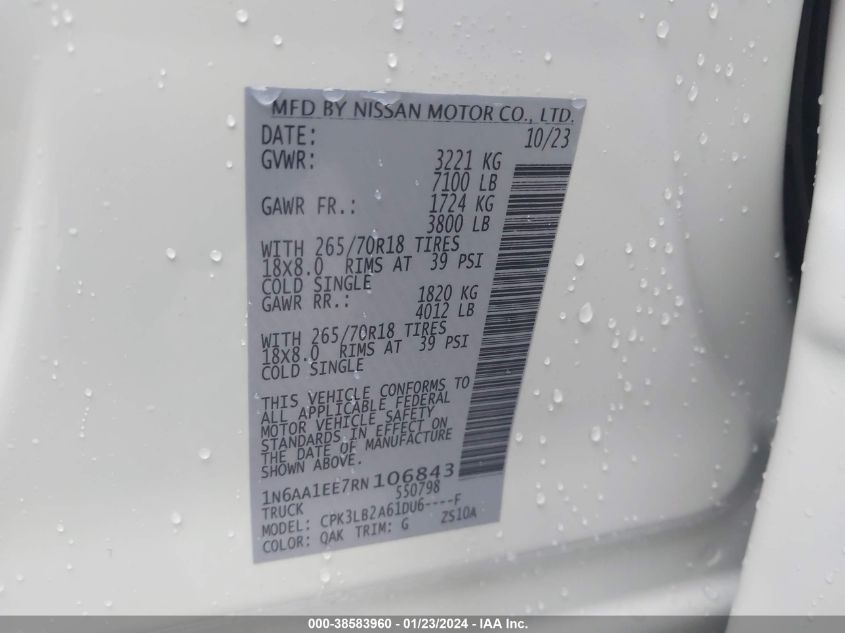 MFD BY NISSAN MOTOR CO., LTD.
DATE: 10/23
GVWR: 3221 KG
7100 LB
GAWR FR.: 1724 KG
3800 LB
WITH 265/70R18 TIRES
18X8.0 RIMS AT 39 PSI
COLD SINGLE
GAWR RR.: 1820 KG
4012 LB
WITH 265/70R18 TIRES
18X8.0 RIMS AT 39 PSI
COLD SINGLE
THIS VEHICLE CONFORMS TO
ALL APPLICABLE FEDERAL
MOTOR VEHICLE SAFETY
STANDARDS IN EFFECT ON
THE DATE OF MANUFACTURE
SHOWN ABOVE.
1N6AA1EE7RN106843
TRUCK 550798
MODEL: CPK3LB2A61DU6----F
COLOR: QAK TRIM: G ZS10A
000-38583960 - 01/23/2024 - IAA Inc.